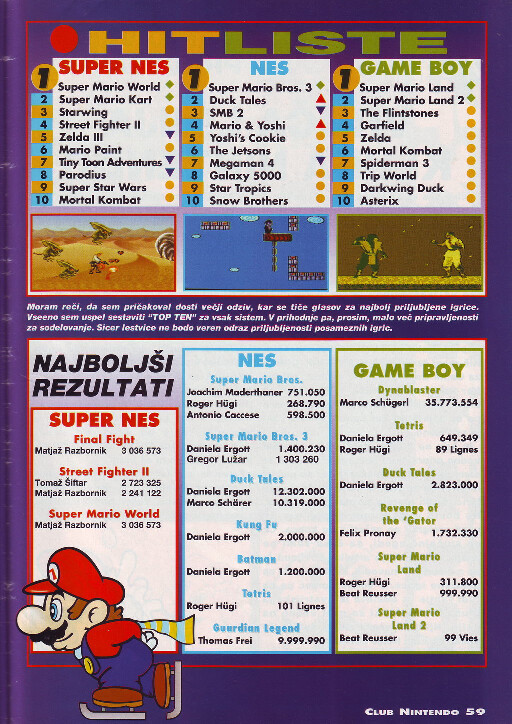 HITLISTE
SUPER NES
1 Super Mario World
2 Super Mario Kart
3 Starwing
4 Street Fighter II
5 Zelda III
6 Mario Paint
7 Tiny Toon Adventures
8 Parodius
9 Super Star Wars
10 Mortal Kombat
NES
1 Super Mario Bros. 3
2 Duck Tales
3 SMB 2
4 Mario & Yoshi
5 Yoshi's Cookie
6 The Jetsons
7 Megaman 4
8 Galaxy 5000
9 Star Tropics
10 Snow Brothers
GAME BOY
1 Super Mario Land
2 Super Mario Land 2
3 The Flintstones
4 Garfield
5 Zelda
6 Mortal Kombat
7 Spiderman 3
8 Trip World
9 Darkwing Duck
10 Asterix
Moram reči, da sem pričakoval dosti večji odziv, kar se tiče glasov za najbolj priljubljene igrice.
Vseeno sem uspel sestaviti "TOP TEN" za vsak sistem. V prihodnje pa, prosim, malo več pripravljenosti
za sodelovanje. Sicer lestvice ne bodo veren odraz priljubljenosti posameznih igric.
NAJBOLJŠI
REZULTATI
SUPER NES
Final Fight
Matjaž Razbornik 3 036 573
Street Fighter II
Tomaž Šiftar 2 723 325
Matjaž Razbornik 2 241 122
Super Mario World
Matjaž Razbornik 3 036 573
NES
Super Mario Bros.
Joachim Maderthaner 751.050
Roger Hügi 268.790
Antonio Caccese 598.500
Super Mario Bros. 3
Daniela Ergott 1.400.230
Gregor Lužar 1 303 260
Duck Tales
Daniela Ergott 12.302.000
Marco Schärer 10.319.000
Kung Fu
Daniela Ergott 2.000.000
Batman
Daniela Ergott 1.200.000
Tetris
Roger Hügi 101 Lignes
Guardian Legend
Thomas Frei 9.999.990
GAME BOY
Dynablaster
Marco Schügerl 35.773.554
Tetris
Daniela Ergott 649.349
Roger Hügi 89 Lignes
Duck Tales
Daniela Ergott 2.823.000
Revenge of
the 'Gator
Felix Pronay 1.732.330
Super Mario
Land
Roger Hügi 311.800
Beat Reusser 999.990
Super Mario
Land 2
Beat Reusser 99 Vies
CLUB NINTENDO 59